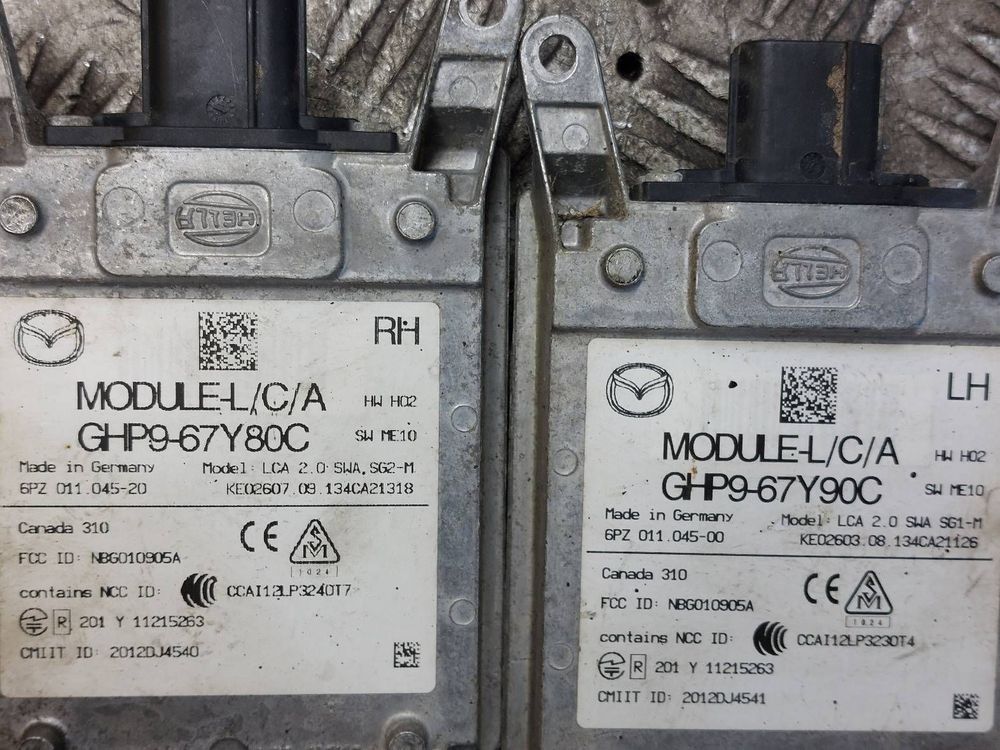 HELLA
RH
MODULE-L/C/A
HW H02
GHP9-67Y80C
SW ME10
Made in Germany
Model: LCA 2.0 SWA, SG2-M
6PZ 011.045-20
KE02607.09.134CA21318
Canada 310
CE
SM
1024
FCC ID: NBG010905A
contains NCC ID:
CCAI12LP3240T7
R 201 Y 11215263
CMIIT ID: 2012DJ4540
HELLA
LH
MODULE-L/C/A
HW H02
GHP9-67Y90C
SW ME10
Made in Germany
Model: LCA 2.0 SWA SG1-M
6PZ 011.045-00
KE02603.08.134CA21126
Canada 310
CE
SM
1024
FCC ID: NBG010905A
contains NCC ID:
CCAI12LP3230T4
R 201 Y 11215263
CMIIT ID: 2012DJ4541